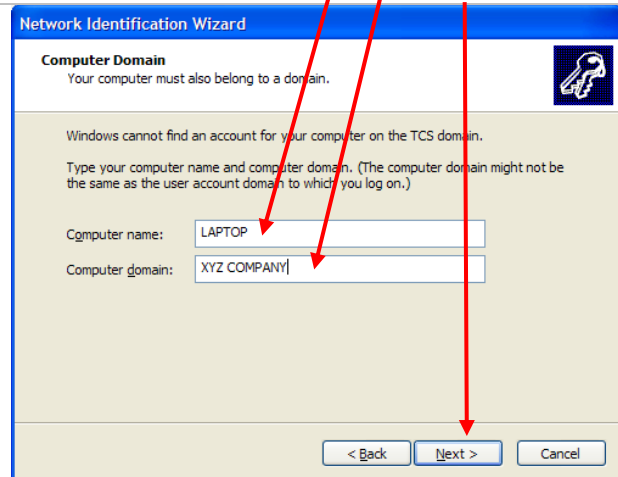 Network Identification Wizard
Computer Domain
Your computer must also belong to a domain.
Windows cannot find an account for your computer on the TCS domain.
Type your computer name and computer domain. (The computer domain might not be
the same as the user account domain to which you log on.)
Computer name: LAPTOP
Computer domain: XYZ COMPANY
< Back Next > Cancel